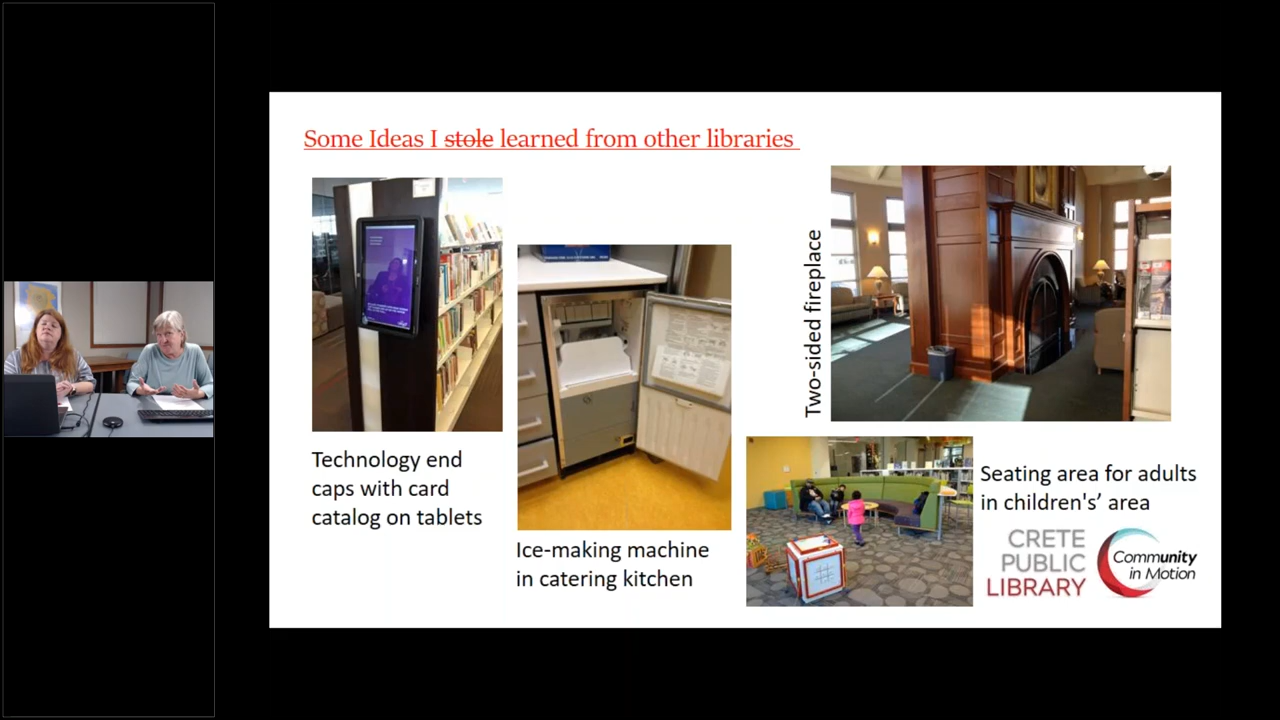 Some Ideas I stole learned from other libraries
Technology end
caps with card
catalog on tablets
Ice-making machine
in catering kitchen
Two-sided fireplace
Seating area for adults
in children's’ area
CRETE
PUBLIC
LIBRARY
Community
in Motion